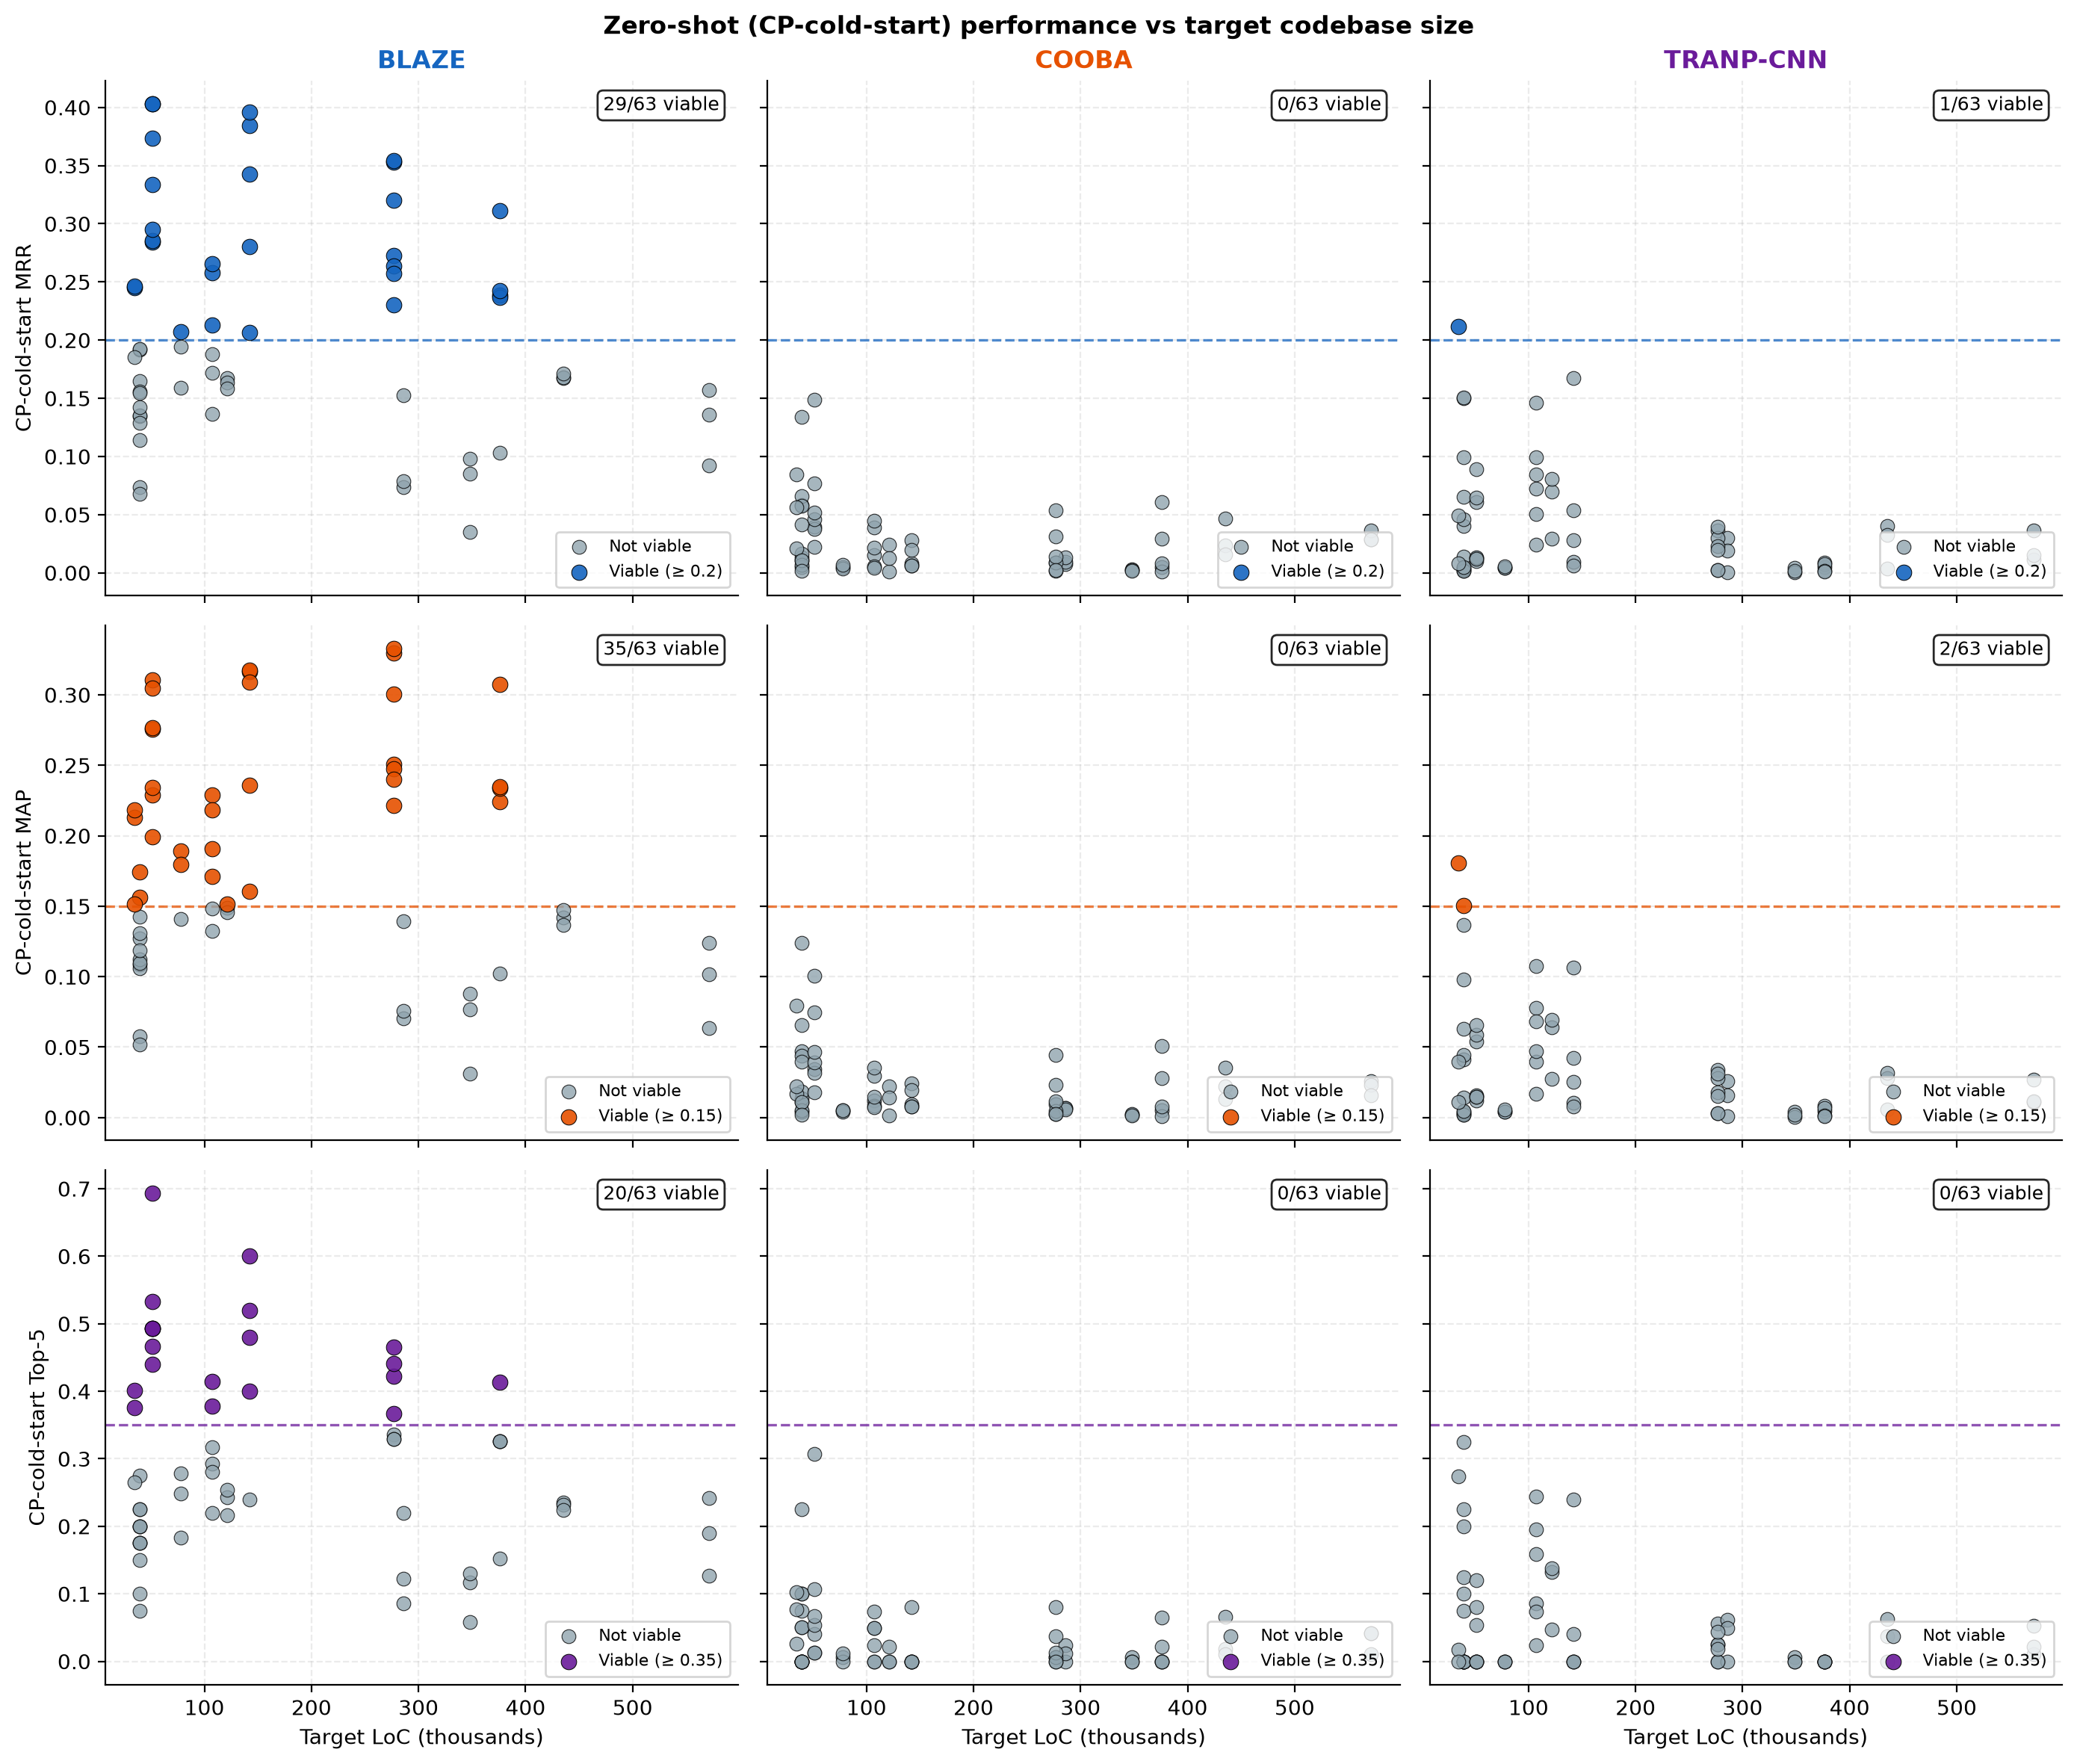 Zero-shot (CP-cold-start) performance vs target codebase size
BLAZE
COOBA
TRANP-CNN
CP-cold-start MRR
0.40
0.35
0.30
0.25
0.20
0.15
0.10
0.05
0.00
29/63 viable
Not viable
Viable (≥ 0.2)
0/63 viable
Not viable
Viable (≥ 0.2)
1/63 viable
Not viable
Viable (≥ 0.2)
CP-cold-start MAP
0.30
0.25
0.20
0.15
0.10
0.05
0.00
35/63 viable
Not viable
Viable (≥ 0.15)
0/63 viable
Not viable
Viable (≥ 0.15)
2/63 viable
Not viable
Viable (≥ 0.15)
CP-cold-start Top-5
0.7
0.6
0.5
0.4
0.3
0.2
0.1
0.0
20/63 viable
Not viable
Viable (≥ 0.35)
0/63 viable
Not viable
Viable (≥ 0.35)
0/63 viable
Not viable
Viable (≥ 0.35)
100 200 300 400 500
100 200 300 400 500
100 200 300 400 500
Target LoC (thousands)
Target LoC (thousands)
Target LoC (thousands)